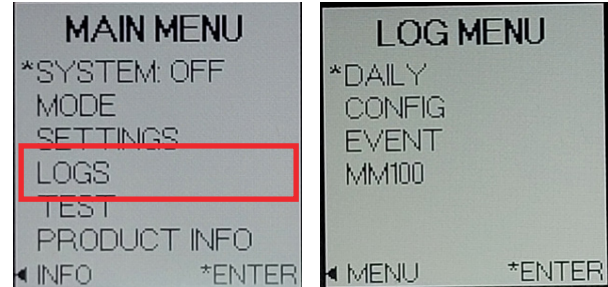 MAIN MENU
*SYSTEM: OFF
MODE
SETTINGS
LOGS
TEST
PRODUCT INFO
◄ INFO *ENTER
LOG MENU
*DAILY
CONFIG
EVENT
MM100
◄ MENU *ENTER